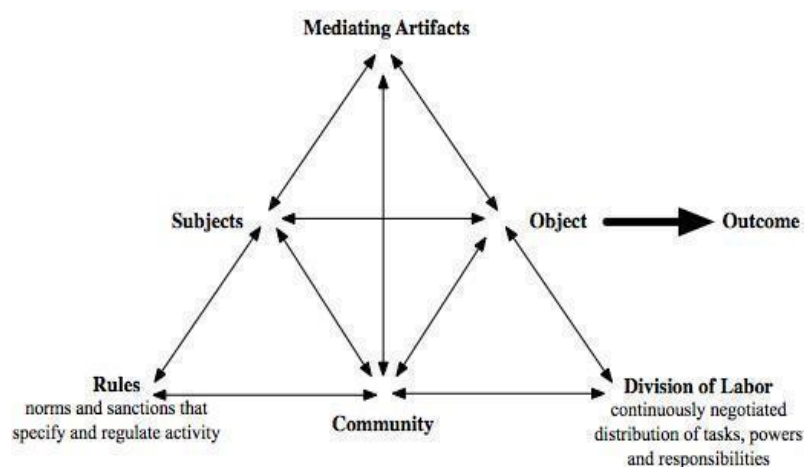 Mediating Artifacts
Subjects
Object
Outcome
Rules
norms and sanctions that
specify and regulate activity
Community
Division of Labor
continuously negotiated
distribution of tasks, powers
and responsibilities